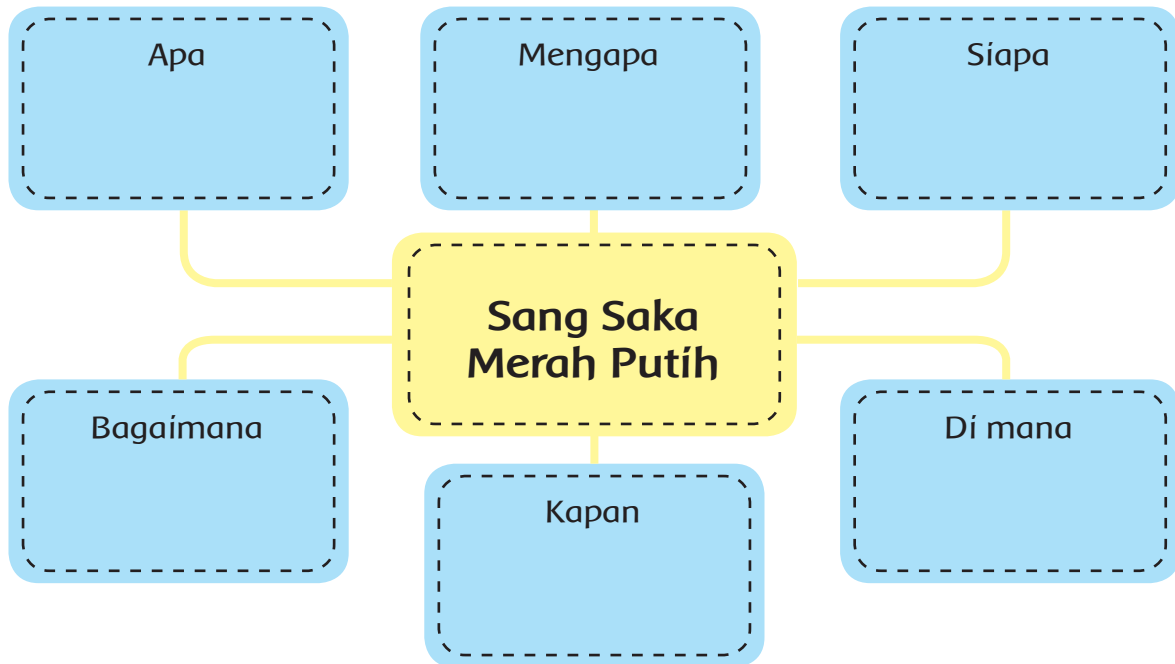 Apa
Mengapa
Siapa
Sang Saka
Merah Putih
Bagaimana
Di mana
Kapan